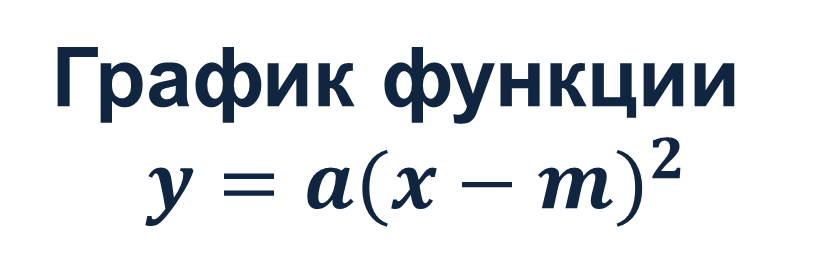 График функции
y = a(x − m)²